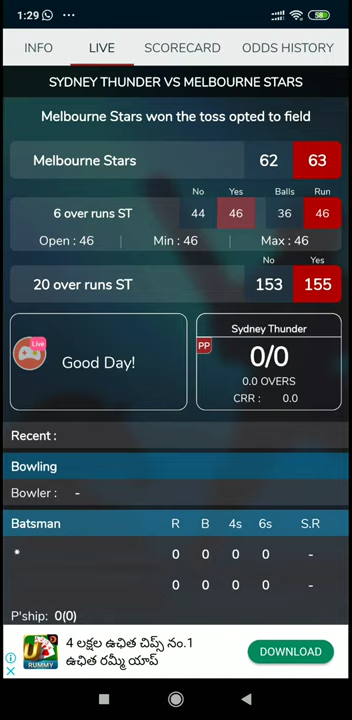 1:29
58
INFO LIVE SCORECARD ODDS HISTORY
SYDNEY THUNDER VS MELBOURNE STARS
Melbourne Stars won the toss opted to field
Melbourne Stars 62 63
No Yes Balls Run
6 over runs ST 44 46 36 46
Open : 46 | Min : 46 | Max : 46
No Yes
20 over runs ST 153 155
Live
Good Day!
Sydney Thunder
PP
0/0
0.0 OVERS
CRR : 0.0
Recent :
Bowling
Bowler : -
Batsman R B 4s 6s S.R
* 0 0 0 0 -
0 0 0 0 -
P'ship: 0(0)
RUMMY
4 లక్షల ఉచిత చిప్స్ నం.1
ఉచిత రమ్మీ యాప్
DOWNLOAD